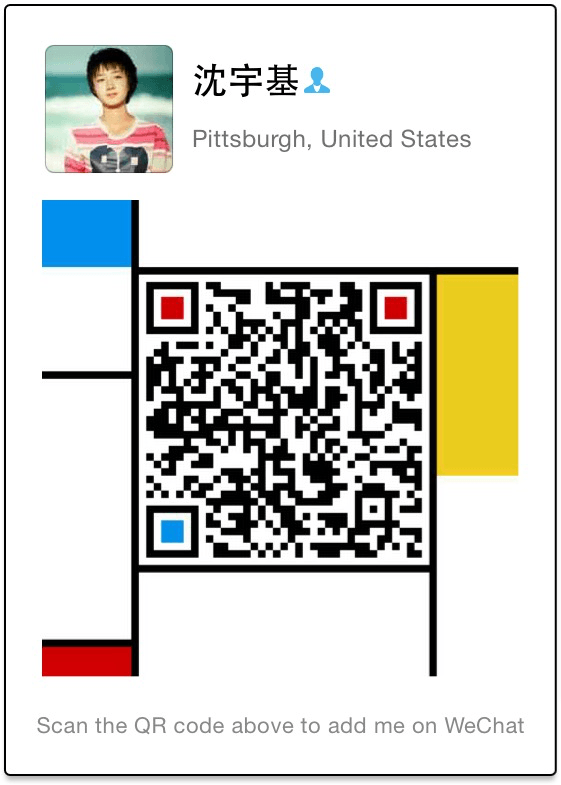 沈宇基
Pittsburgh, United States
Scan the QR code above to add me on WeChat